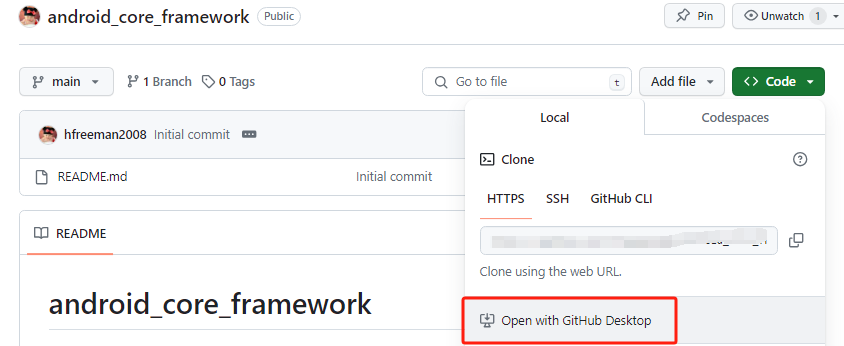 android_core_framework Public Pin Unwatch 1
main 1 Branch 0 Tags Go to file t Add file <> Code
Local Codespaces
hfreeman2008 Initial commit
Clone
README.md Initial commit
HTTPS SSH GitHub CLI
README
Clone using the web URL.
android_core_framework
Open with GitHub Desktop